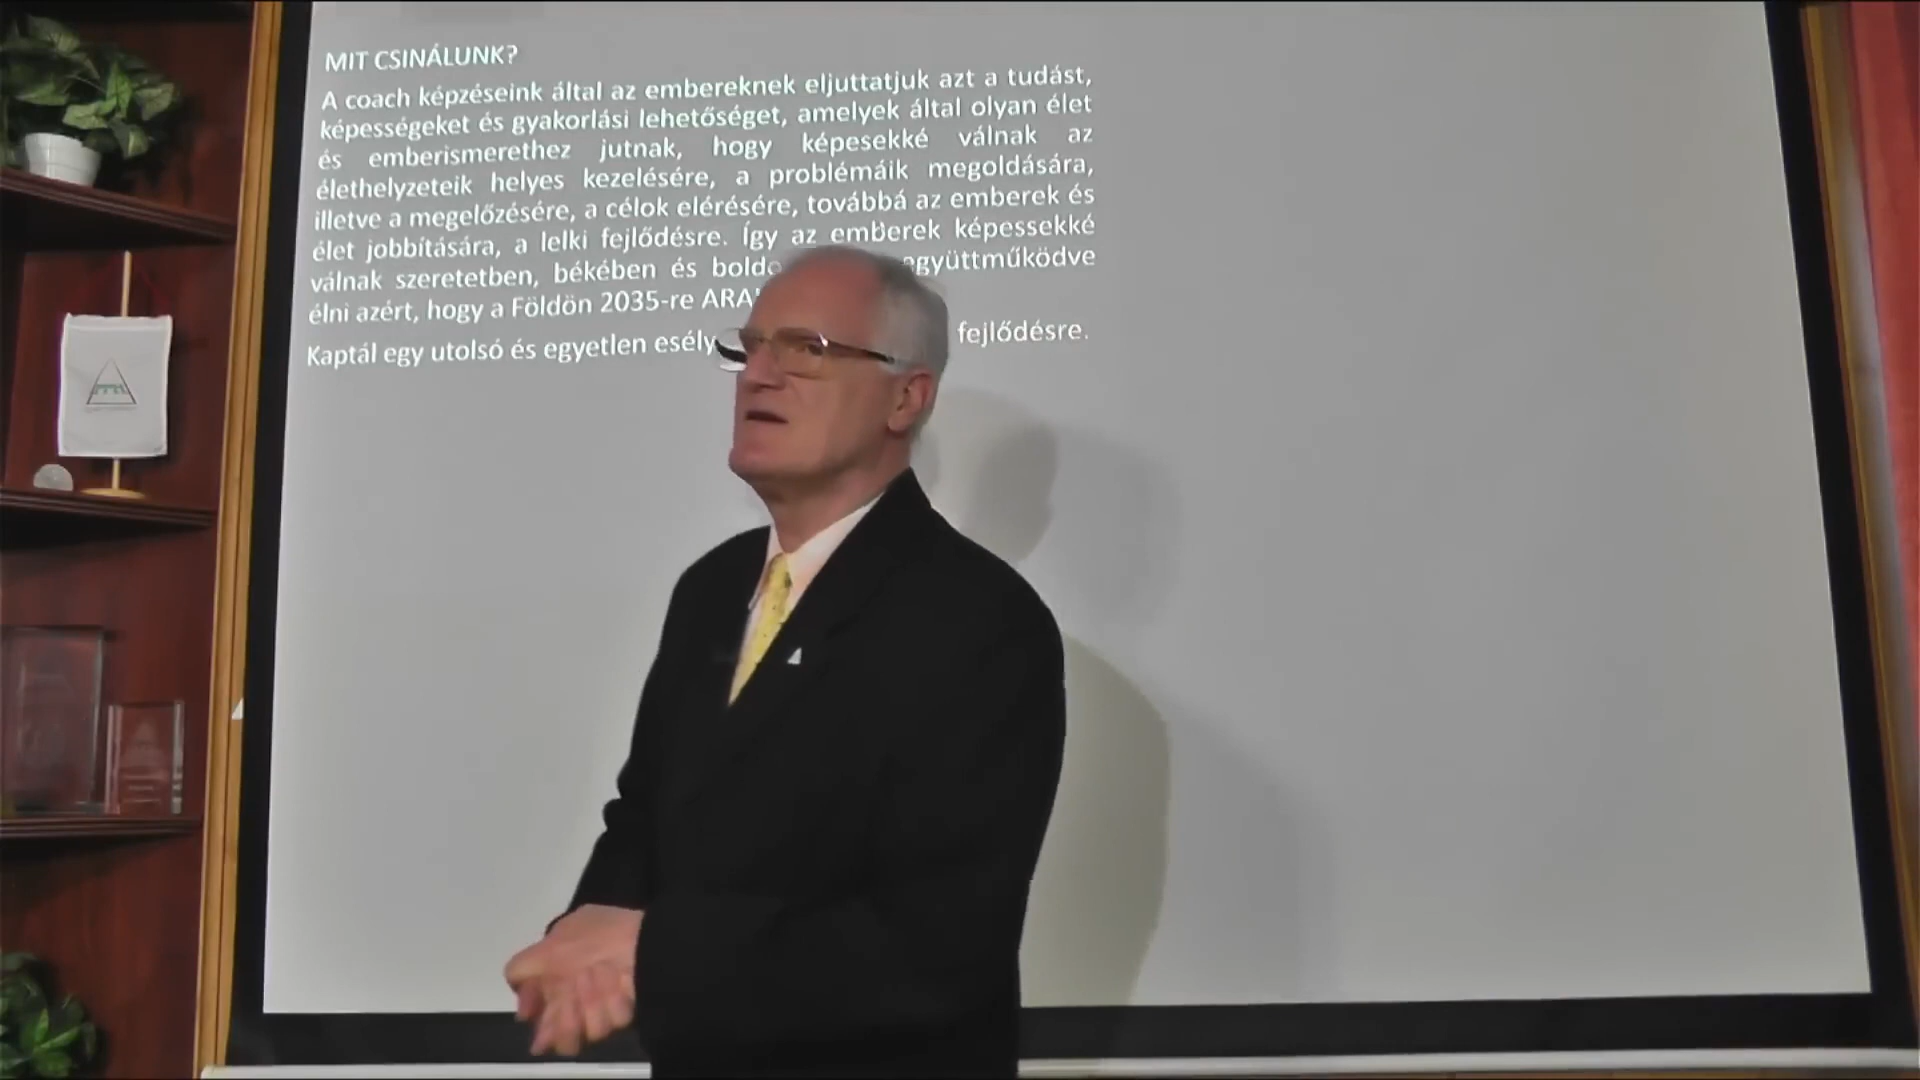 MIT CSINÁLUNK?
A coach képzéseink által az embereknek eljuttatjuk azt a tudást,
képességeket és gyakorlási lehetőséget, amelyek által olyan élet
és emberismerethez jutnak, hogy képesekké válnak az
élethelyzeteik helyes kezelésére, a problémáik megoldására,
illetve a megelőzésére, a célok elérésére, továbbá az emberek és
élet jobbítására, a lelki fejlődésre. Így az emberek képessekké
válnak szeretetben, békében és
élni azért, hogy a Földön 2035-re
Kaptál egy utolsó és egyetlen fejlődésre.